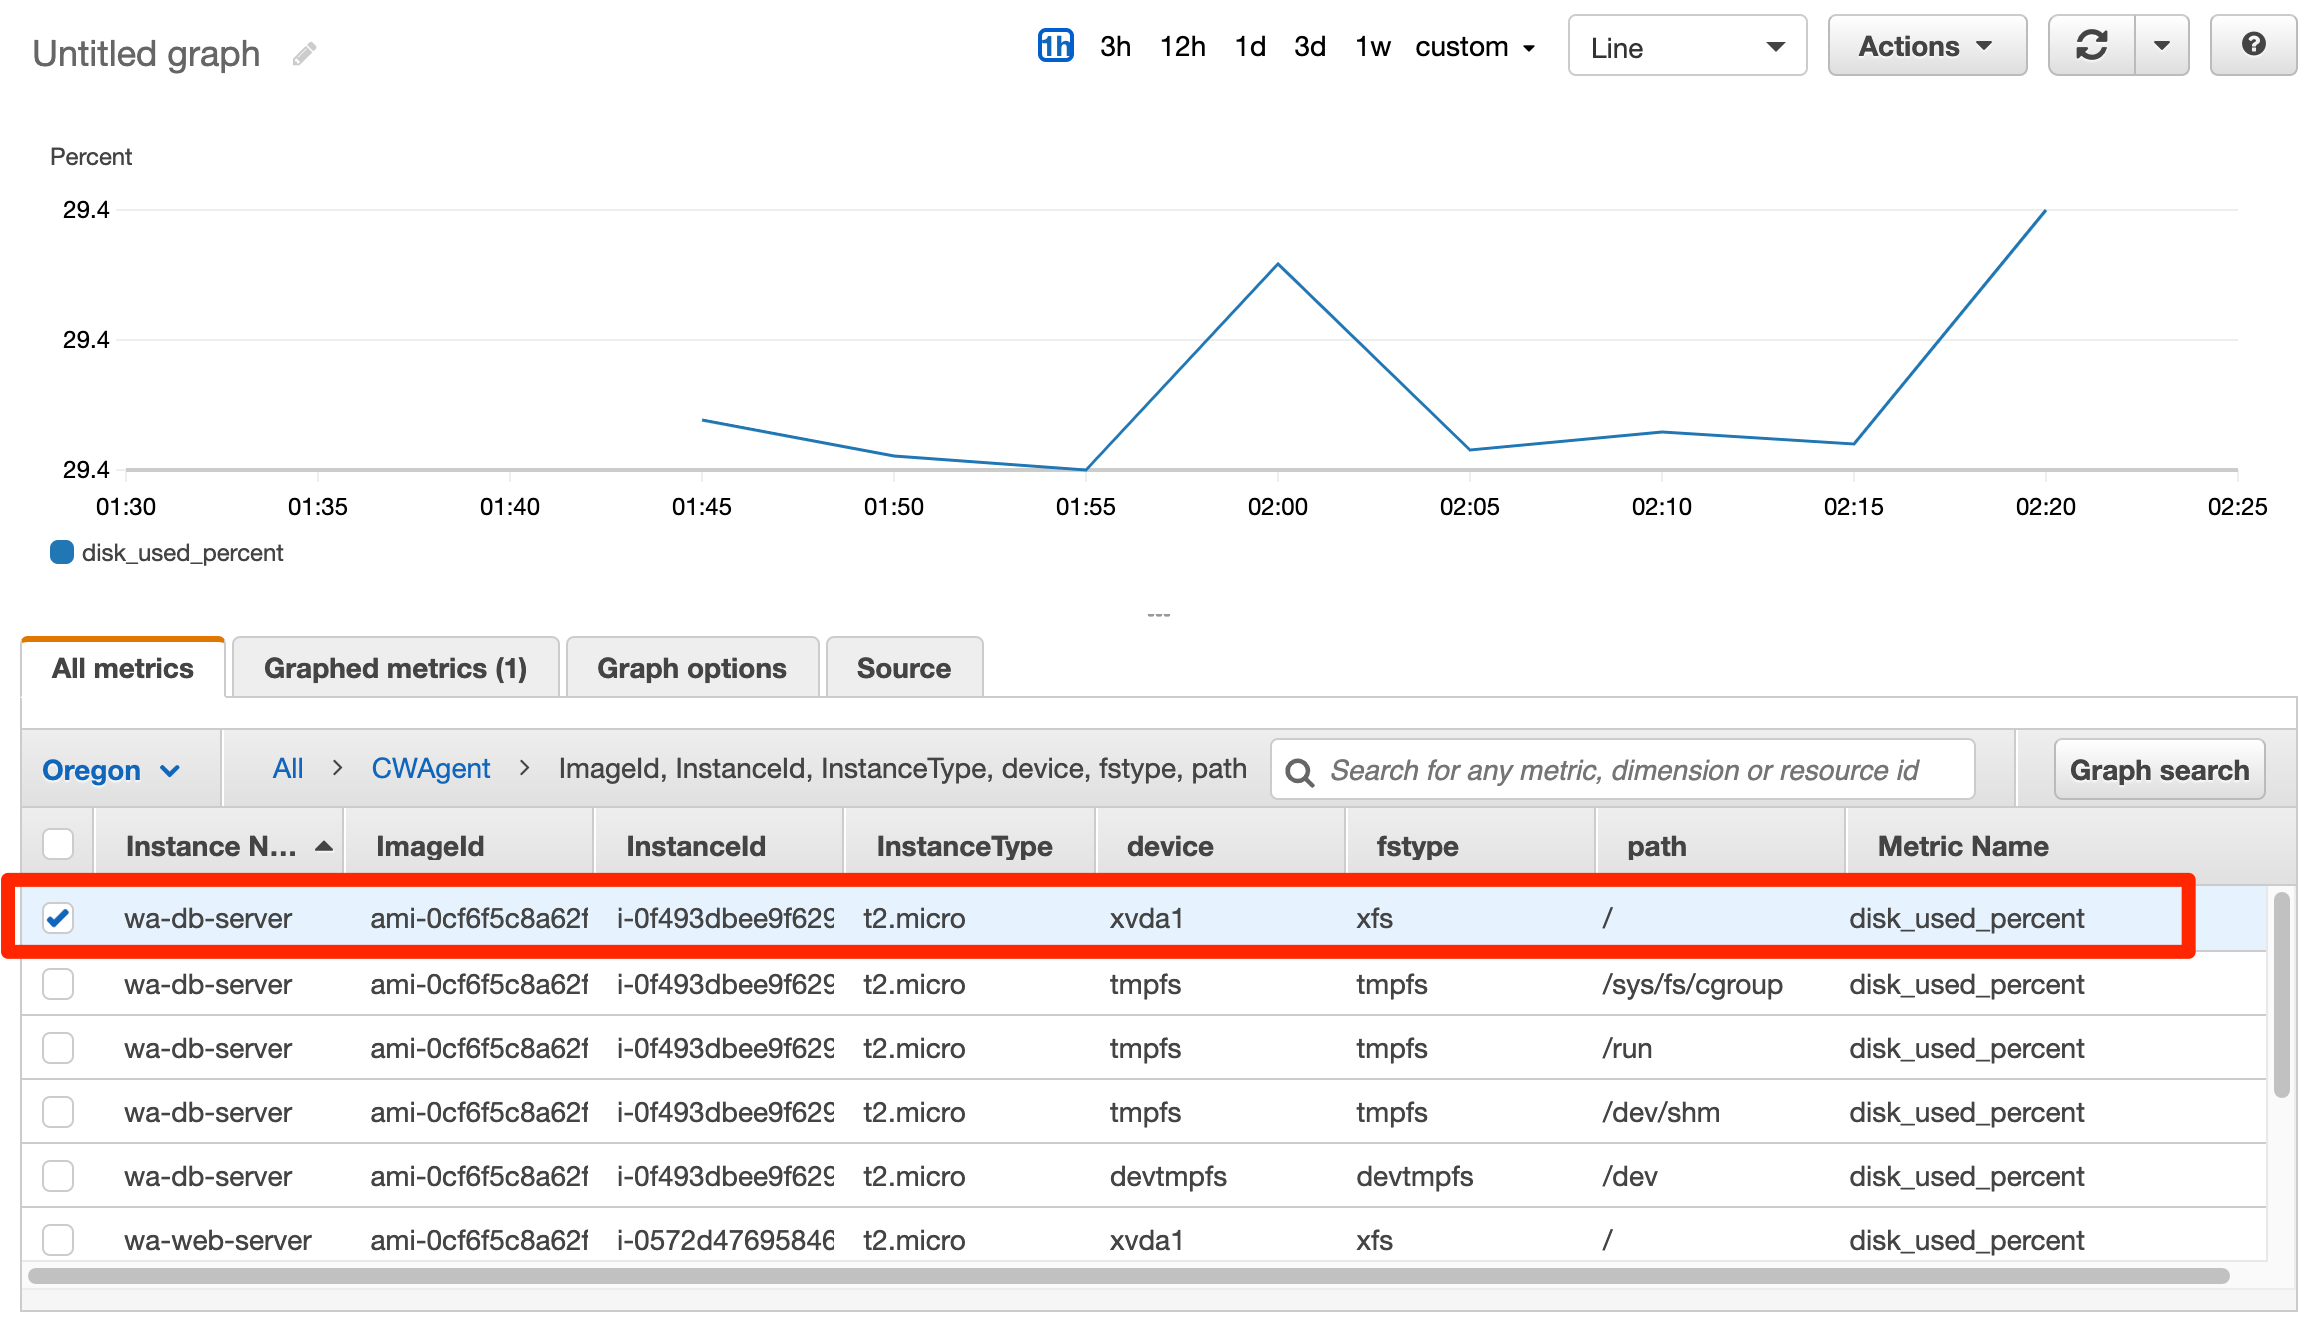 Untitled graph 1h 3h 12h 1d 3d 1w custom Line Actions
Percent
29.4
29.4
29.4
01:30 01:35 01:40 01:45 01:50 01:55 02:00 02:05 02:10 02:15 02:20 02:25
disk_used_percent
All metrics Graphed metrics (1) Graph options Source
Oregon All > CWAgent > ImageId, InstanceId, InstanceType, device, fstype, path Search for any metric, dimension or resource id Graph search
Instance N... ImageId InstanceId InstanceType device fstype path Metric Name
wa-db-server ami-0cf6f5c8a62f i-0f493dbee9f629 t2.micro xvda1 xfs / disk_used_percent
wa-db-server ami-0cf6f5c8a62f i-0f493dbee9f629 t2.micro tmpfs tmpfs /sys/fs/cgroup disk_used_percent
wa-db-server ami-0cf6f5c8a62f i-0f493dbee9f629 t2.micro tmpfs tmpfs /run disk_used_percent
wa-db-server ami-0cf6f5c8a62f i-0f493dbee9f629 t2.micro tmpfs tmpfs /dev/shm disk_used_percent
wa-db-server ami-0cf6f5c8a62f i-0f493dbee9f629 t2.micro devtmpfs devtmpfs /dev disk_used_percent
wa-web-server ami-0cf6f5c8a62f i-0572d47695846 t2.micro xvda1 xfs / disk_used_percent